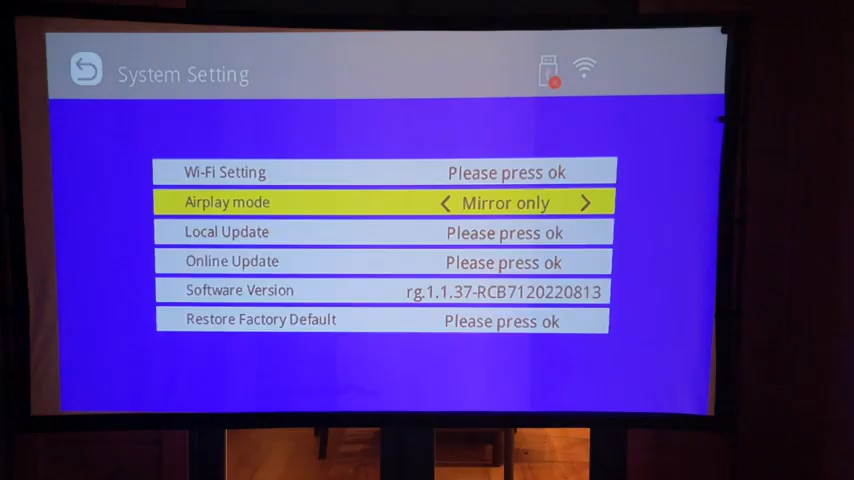 System Setting
Wi-Fi Setting Please press ok
Airplay mode < Mirror only >
Local Update Please press ok
Online Update Please press ok
Software Version rg.1.1.37-RCB7120220813
Restore Factory Default Please press ok